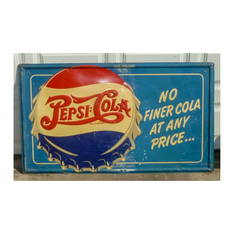 PEPSI:COLA
NO
FINER COLA
AT ANY
PRICE...